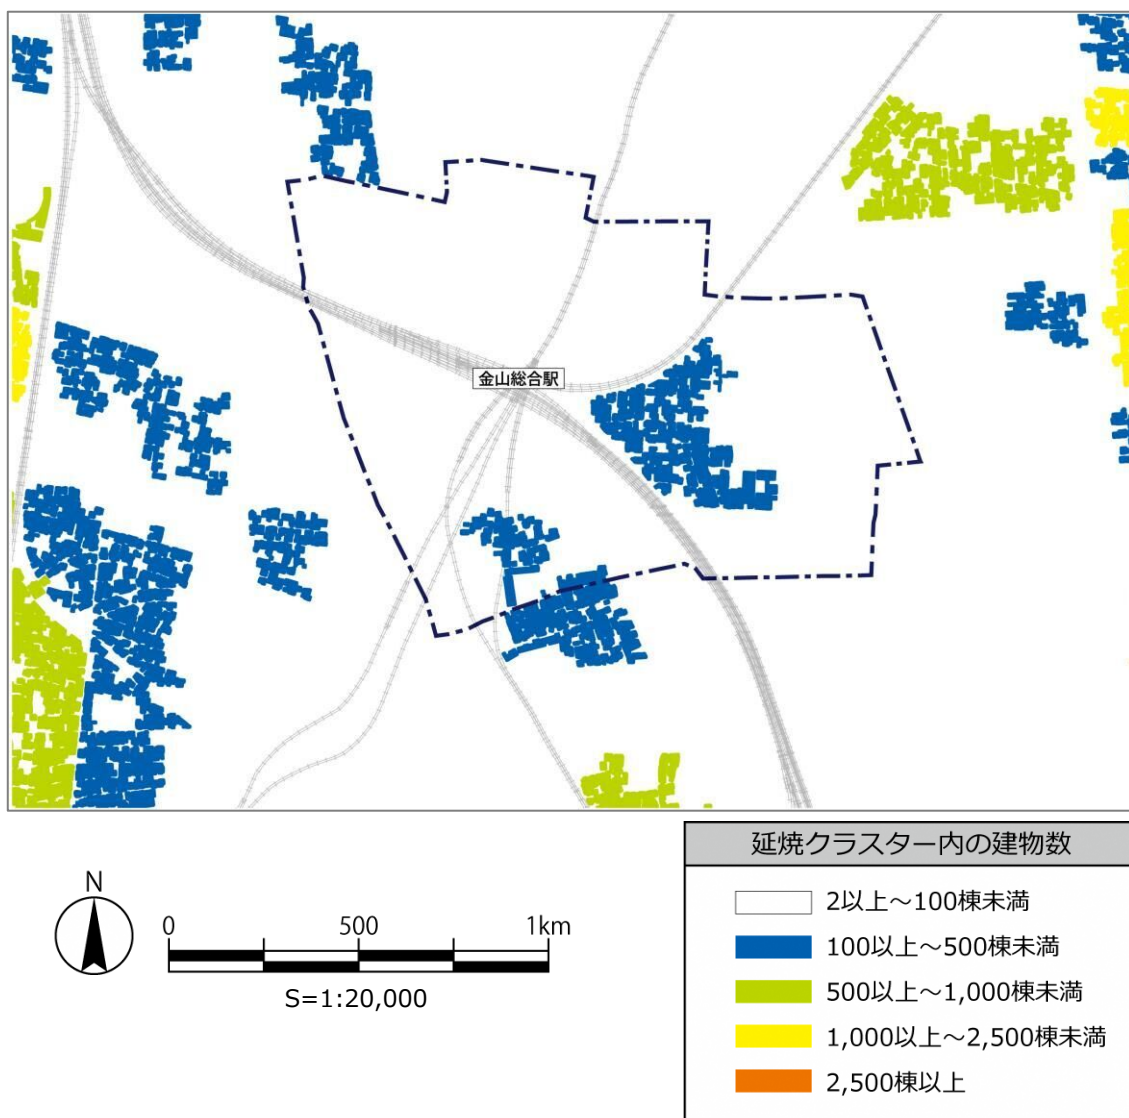 金山総合駅
N
0 500 1km
S=1:20,000
延焼クラスター内の建物数
2以上～100棟未満
100以上～500棟未満
500以上～1,000棟未満
1,000以上～2,500棟未満
2,500棟以上